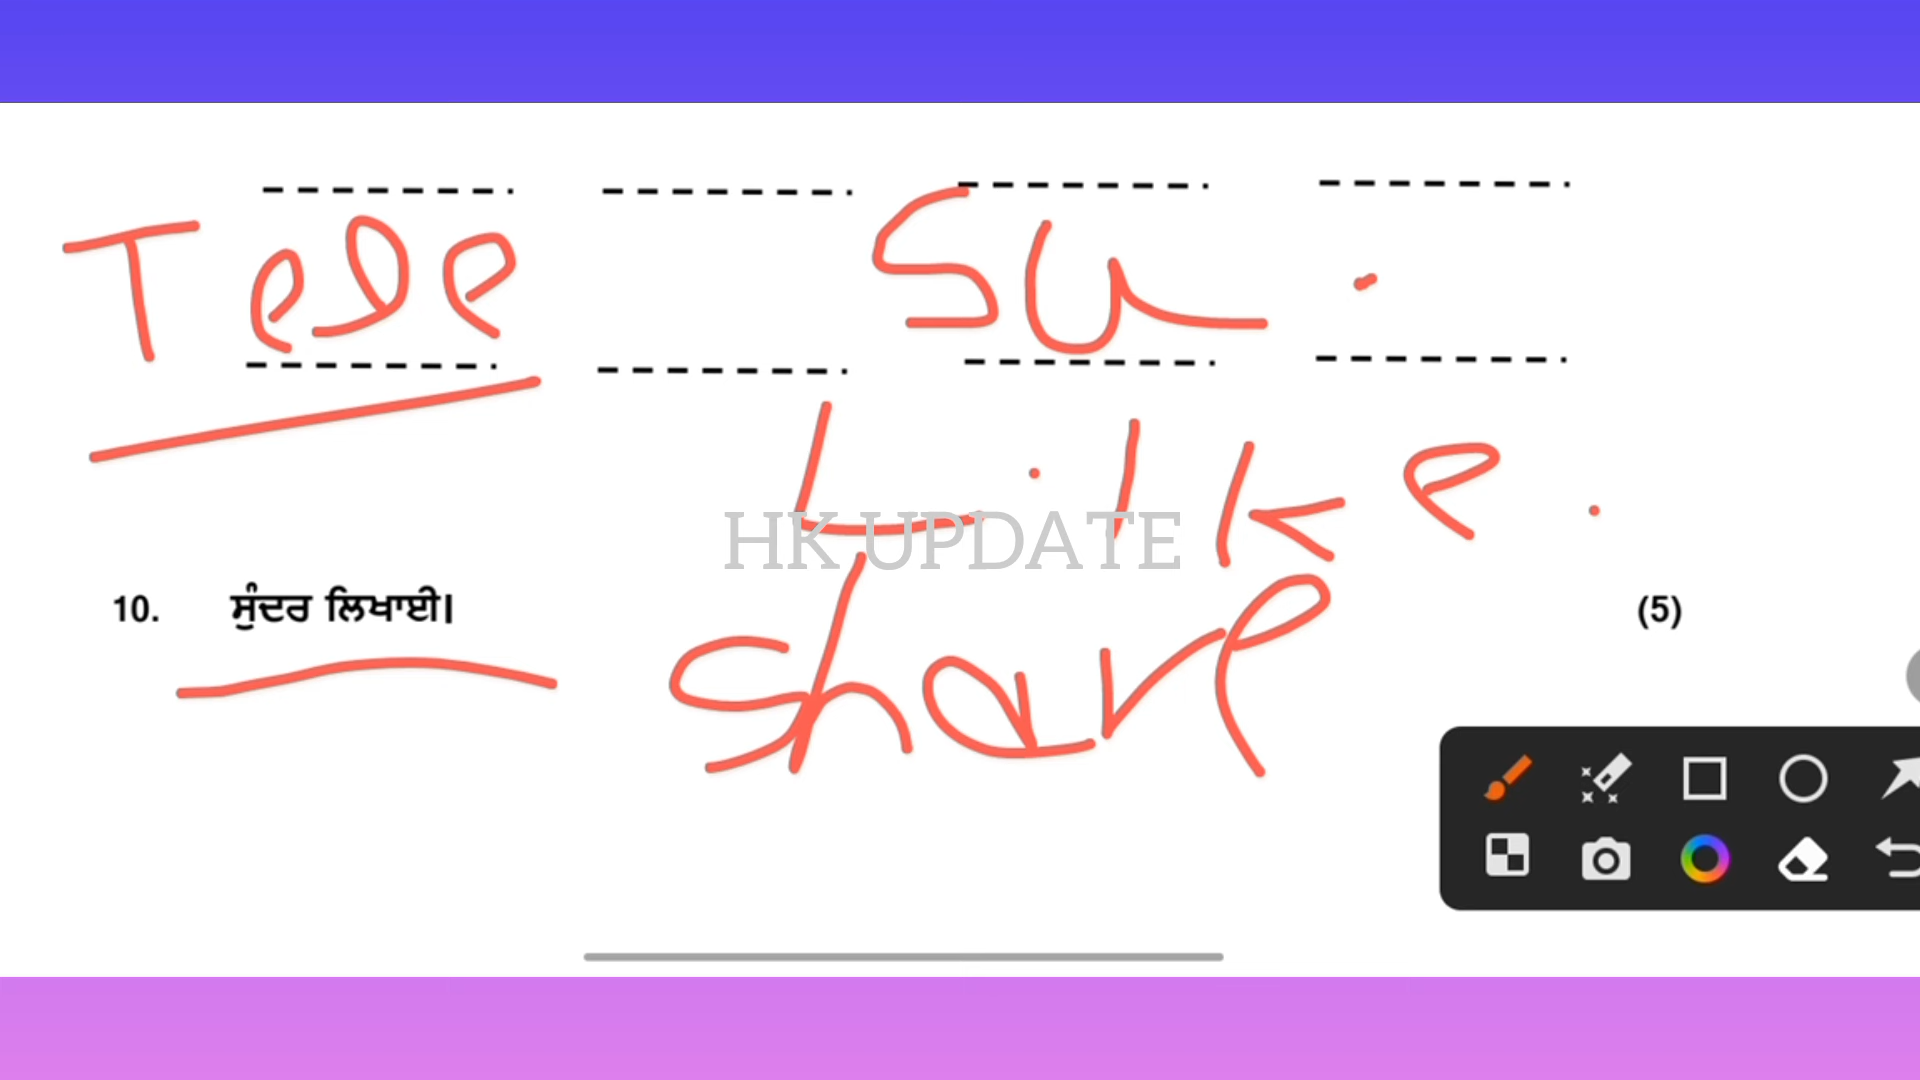 Tele Su .
Like .
HK UPDATE
10. ਸੁੰਦਰ ਲਿਖਾਈ। (5)
Share